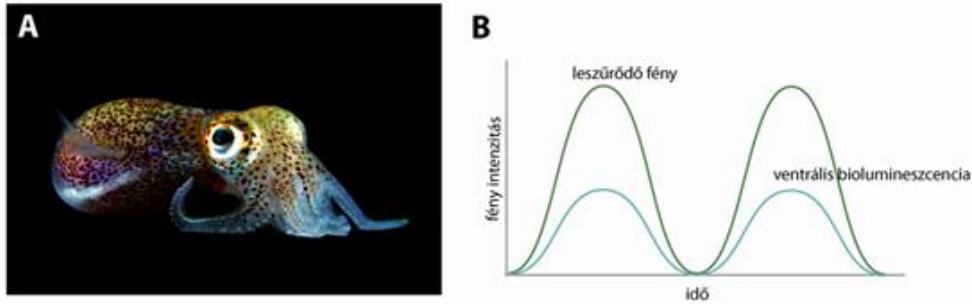 A
B
leszűrődő fény
ventrális biolumineszcencia
fény intenzitás
idő